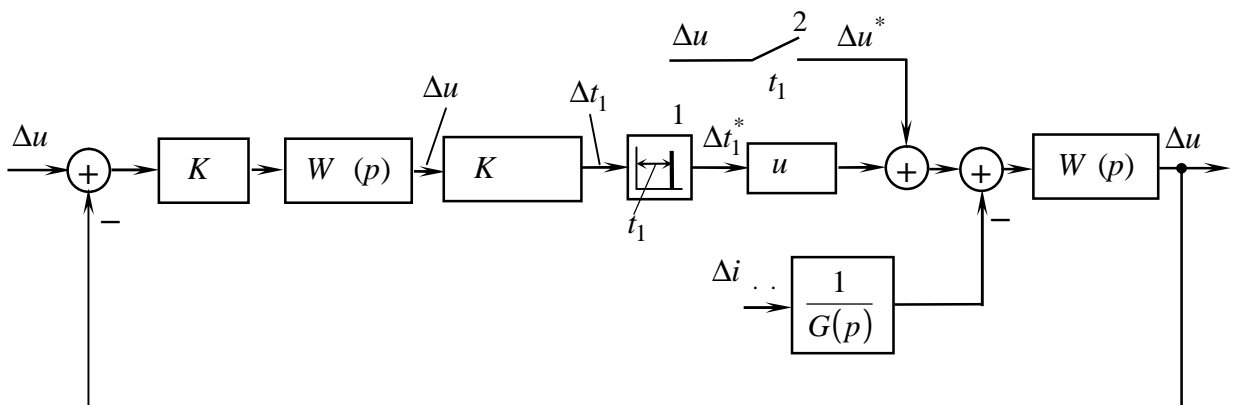 Δu 2 Δu*
t₁
Δu Δt₁ 1
Δu + K W (p) K Δt₁* u + + W (p) Δu
− t₁ −
Δi . . 1
G(p)